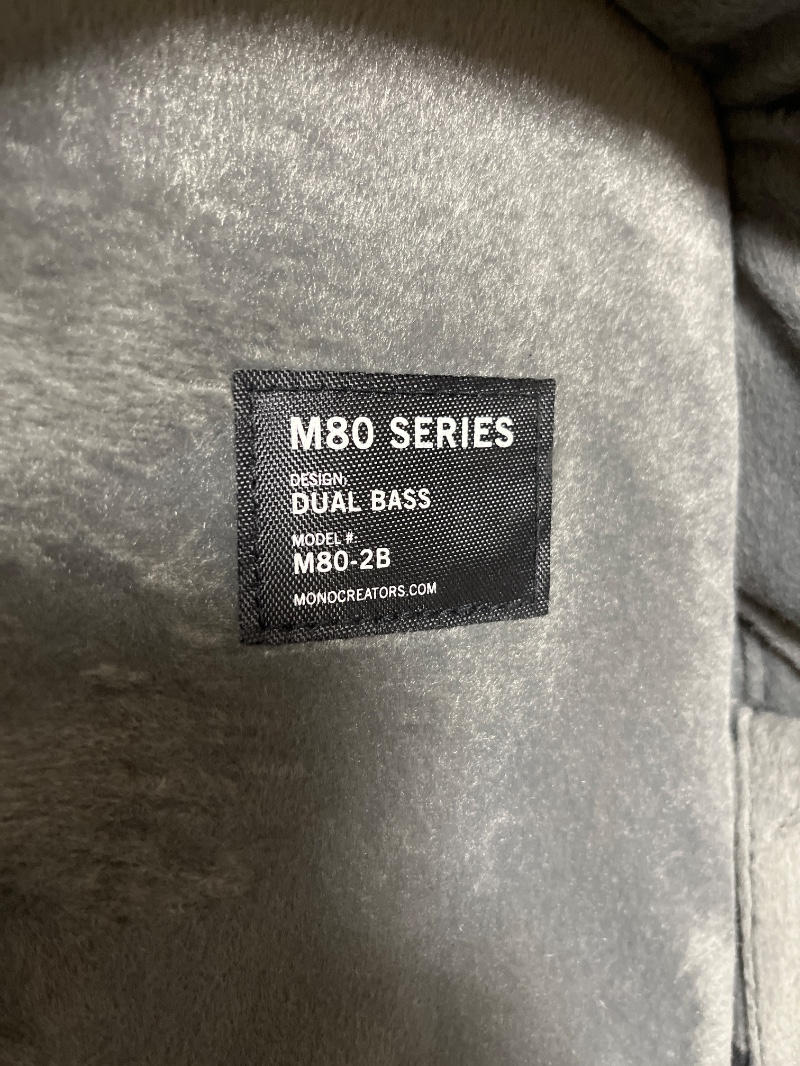 M80 SERIES
DESIGN:
DUAL BASS
MODEL #:
M80-2B
MONOCREATORS.COM